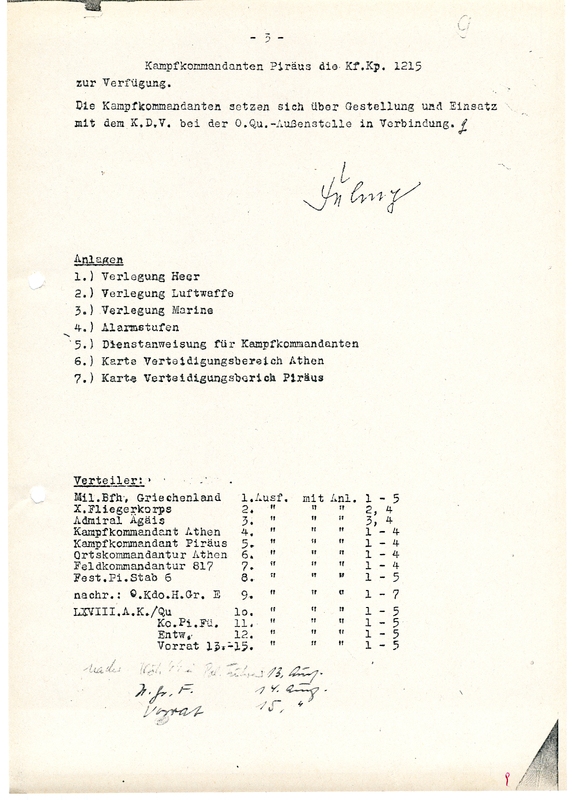 - 3 -
Kampfkommandanten Piräus die Kf.Kp. 1215
zur Verfügung.
Die Kampfkommandanten setzen sich über Gestellung und Einsatz
mit dem K.D.V. bei der O.Qu.-Außenstelle in Verbindung.
Anlagen
1.) Verlegung Heer
2.) Verlegung Luftwaffe
3.) Verlegung Marine
4.) Alarmstufen
5.) Dienstanweisung für Kampfkommandanten
6.) Karte Verteidigungsbereich Athen
7.) Karte Verteidigungsberich Piräus
Verteiler:
Mil.Bfh. Griechenland 1.Ausf. mit Anl. 1 - 5
X.Fliegerkorps 2. " " " 2, 4
Admiral Ägäis 3. " " " 3, 4
Kampfkommandant Athen 4. " " " 1 - 4
Kampfkommandant Piräus 5. " " " 1 - 4
Ortskommandantur Athen 6. " " " 1 - 4
Feldkommandantur 817 7. " " " 1 - 4
Fest.Pi.Stab 6 8. " " " 1 - 5
nachr.: O.Kdo.H.Gr. E 9. " " " 1 - 7
LXVIII.A.K./Qu 10. " " " 1 - 5
Ko.Pi.Fü. 11. " " " 1 - 5
Entw. 12. " " " 1 - 5
Vorrat 13.-15. " " " 1 - 5
13. Ausf.
14. Ausf.
Vorrat 15. "